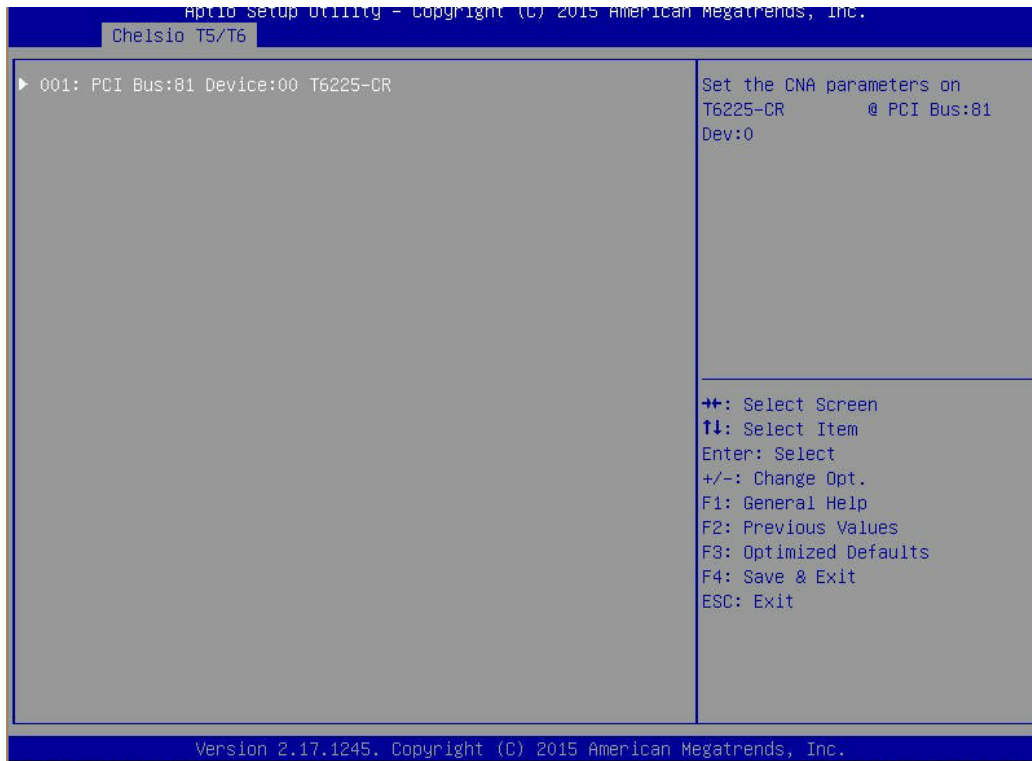 Aptio Setup Utility – Copyright (C) 2015 American Megatrends, Inc.
Chelsio T5/T6
001: PCI Bus:81 Device:00 T6225-CR
Set the CNA parameters on
T6225-CR @ PCI Bus:81
Dev:0
→←: Select Screen
↑↓: Select Item
Enter: Select
+/-: Change Opt.
F1: General Help
F2: Previous Values
F3: Optimized Defaults
F4: Save & Exit
ESC: Exit
Version 2.17.1245. Copyright (C) 2015 American Megatrends, Inc.